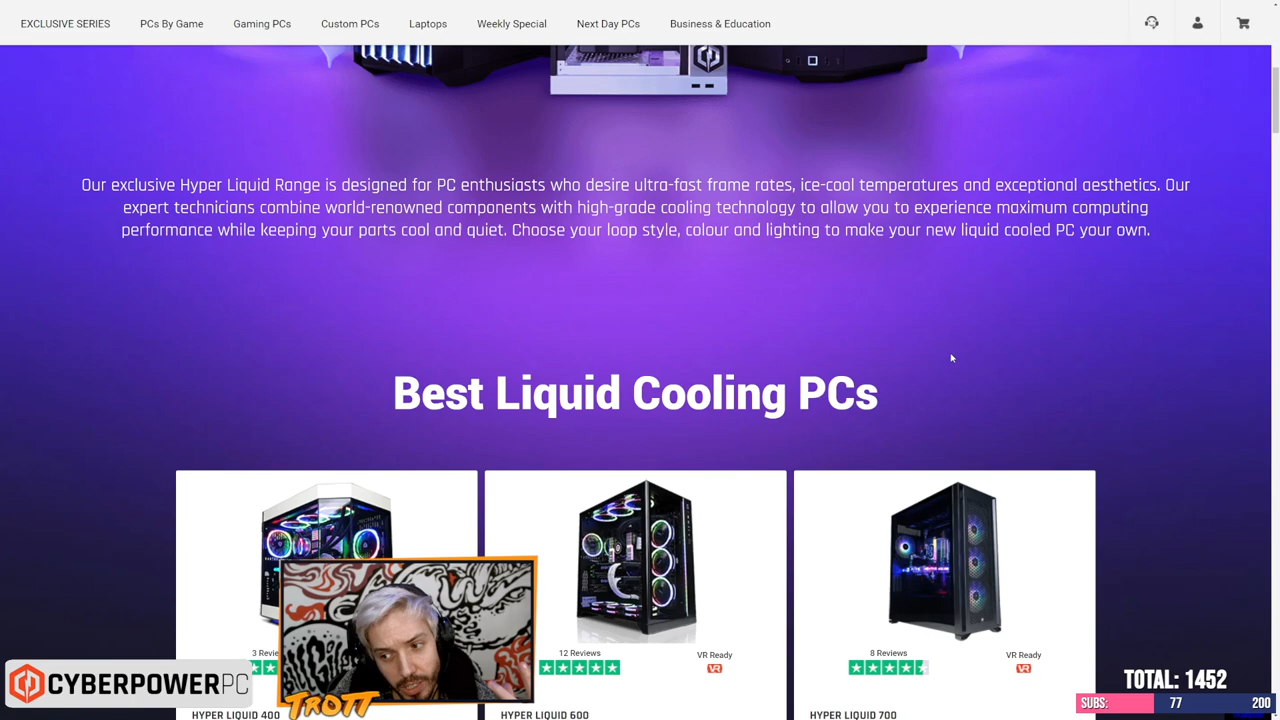 EXCLUSIVE SERIES PCs By Game Gaming PCs Custom PCs Laptops Weekly Special Next Day PCs Business & Education
Our exclusive Hyper Liquid Range is designed for PC enthusiasts who desire ultra-fast frame rates, ice-cool temperatures and exceptional aesthetics. Our
expert technicians combine world-renowned components with high-grade cooling technology to allow you to experience maximum computing
performance while keeping your parts cool and quiet. Choose your loop style, colour and lighting to make your new liquid cooled PC your own.
Best Liquid Cooling PCs
3 12 Reviews VR Ready 8 Reviews VR Ready
VR VR
CYBERPOWERPC
TROTT
TOTAL: 1452
SUBS: 77 200
HYPER LIQUID 400 HYPER LIQUID 600 HYPER LIQUID 700